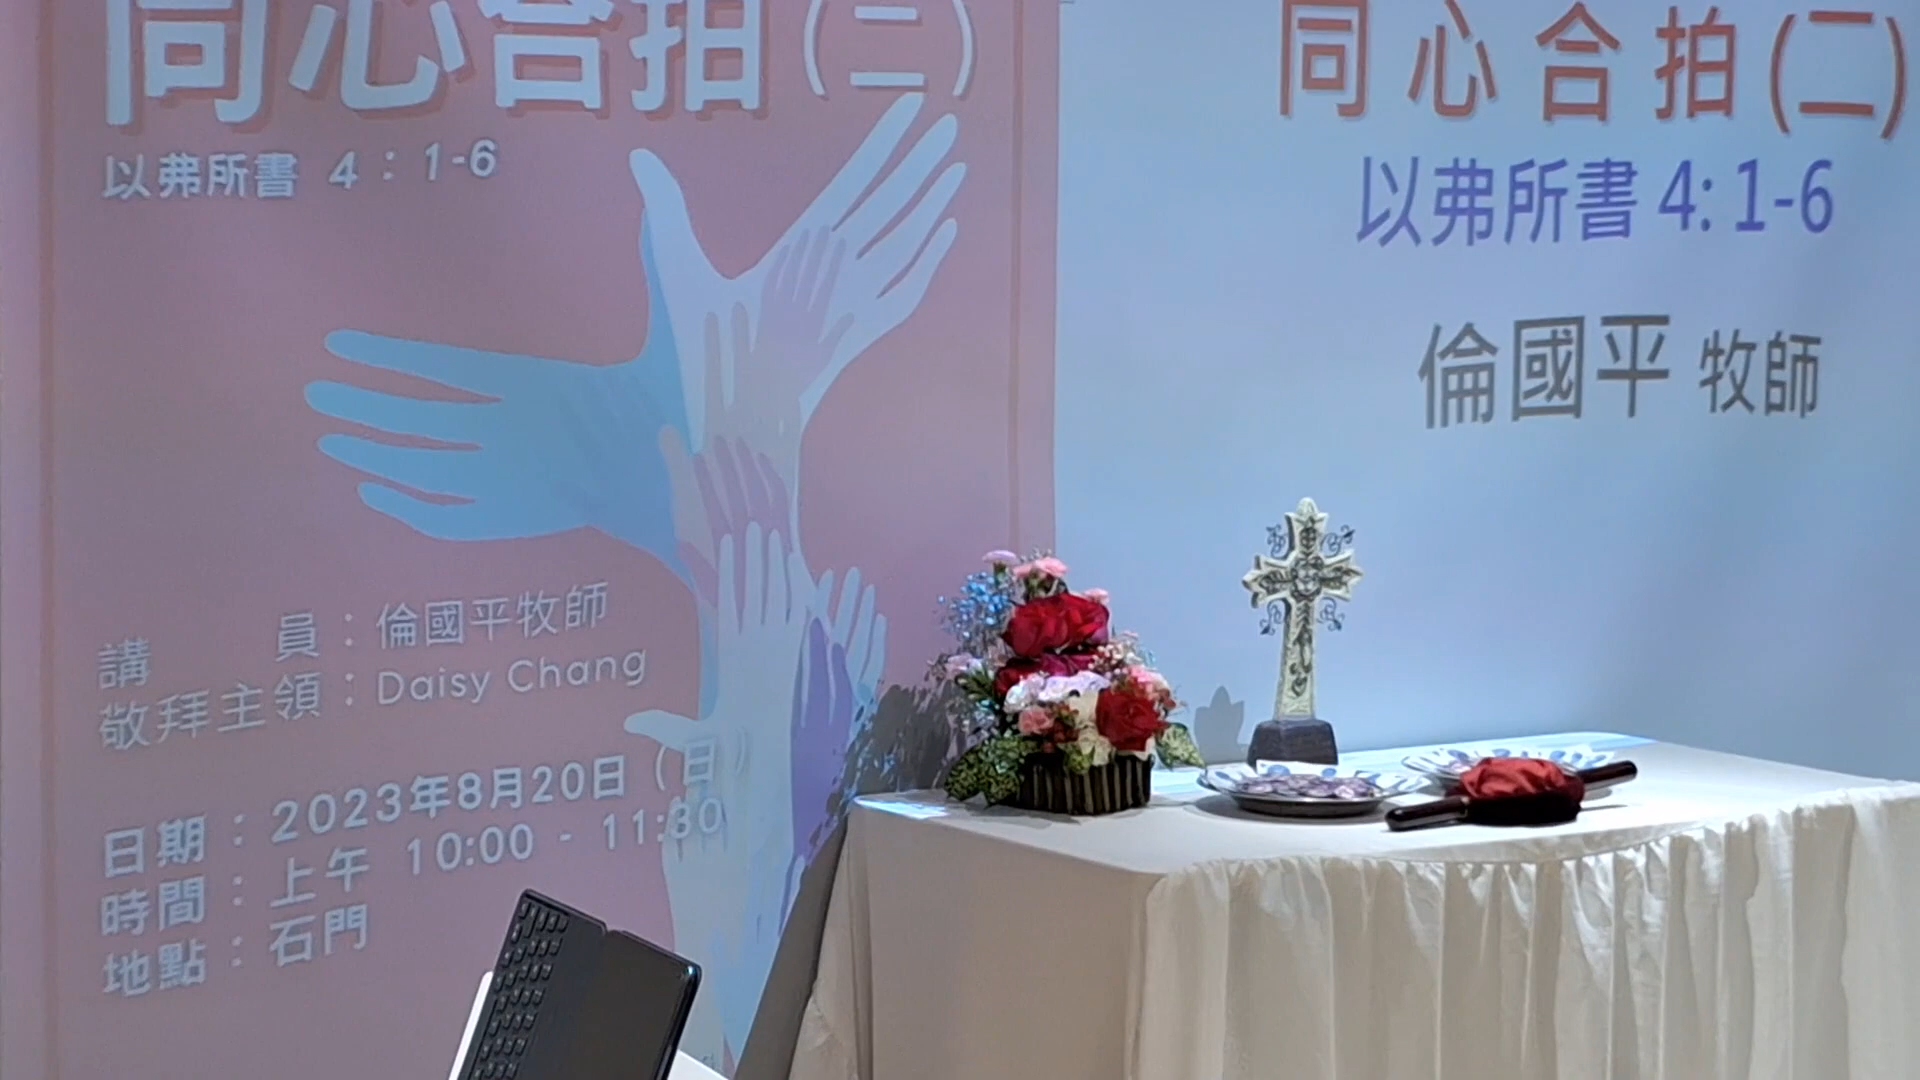 同心合拍(二)
以弗所書 4：1-6
講員：倫國平牧師
敬拜主領：Daisy Chang
日期：2023年8月20日（日）
時間：上午 10:00 - 11:30
地點：石門
同心合拍(二)
以弗所書 4: 1-6
倫國平 牧師